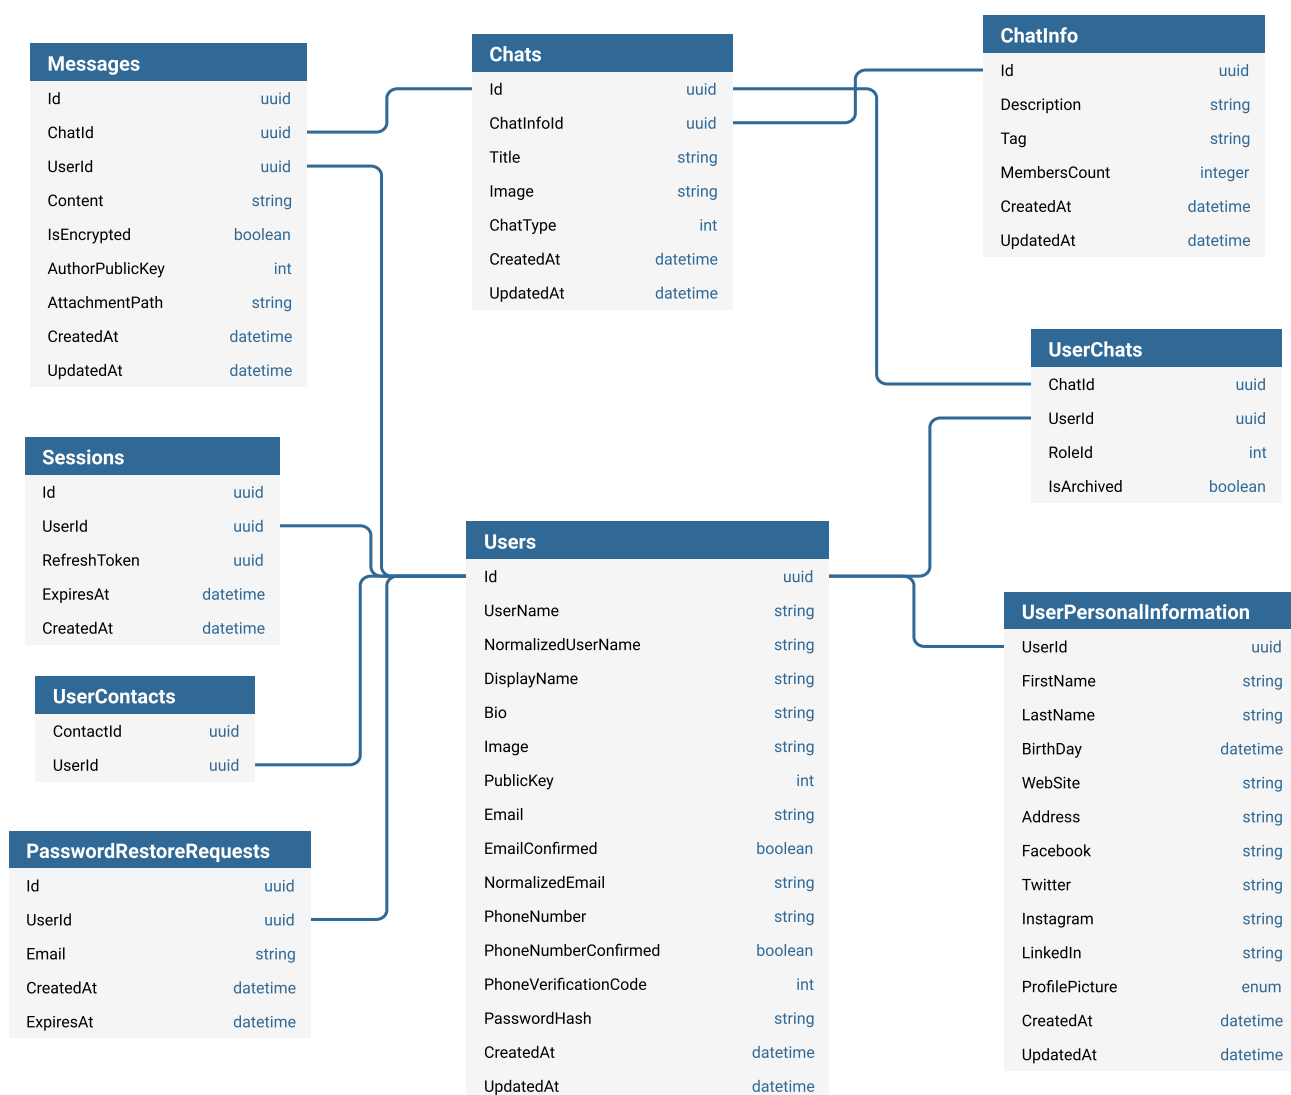 Messages
Id uuid
ChatId uuid
UserId uuid
Content string
IsEncrypted boolean
AuthorPublicKey int
AttachmentPath string
CreatedAt datetime
UpdatedAt datetime
Chats
Id uuid
ChatInfoId uuid
Title string
Image string
ChatType int
CreatedAt datetime
UpdatedAt datetime
ChatInfo
Id uuid
Description string
Tag string
MembersCount integer
CreatedAt datetime
UpdatedAt datetime
UserChats
ChatId uuid
UserId uuid
RoleId int
IsArchived boolean
Sessions
Id uuid
UserId uuid
RefreshToken uuid
ExpiresAt datetime
CreatedAt datetime
UserContacts
ContactId uuid
UserId uuid
PasswordRestoreRequests
Id uuid
UserId uuid
Email string
CreatedAt datetime
ExpiresAt datetime
Users
Id uuid
UserName string
NormalizedUserName string
DisplayName string
Bio string
Image string
PublicKey int
Email string
EmailConfirmed boolean
NormalizedEmail string
PhoneNumber string
PhoneNumberConfirmed boolean
PhoneVerificationCode int
PasswordHash string
CreatedAt datetime
UpdatedAt datetime
UserPersonalInformation
UserId uuid
FirstName string
LastName string
BirthDay datetime
WebSite string
Address string
Facebook string
Twitter string
Instagram string
LinkedIn string
ProfilePicture enum
CreatedAt datetime
UpdatedAt datetime